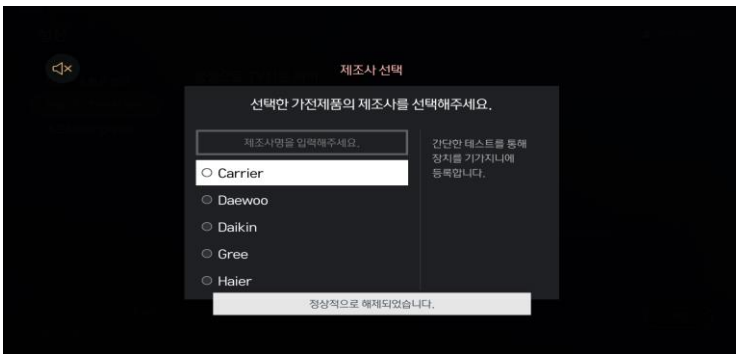 제조사 선택
선택한 가전제품의 제조사를 선택해주세요.
제조사명을 입력해주세요.
Carrier
Daewoo
Daikin
Gree
Haier
간단한 테스트를 통해
장치를 기가지니에
등록합니다.
정상적으로 해제되었습니다.